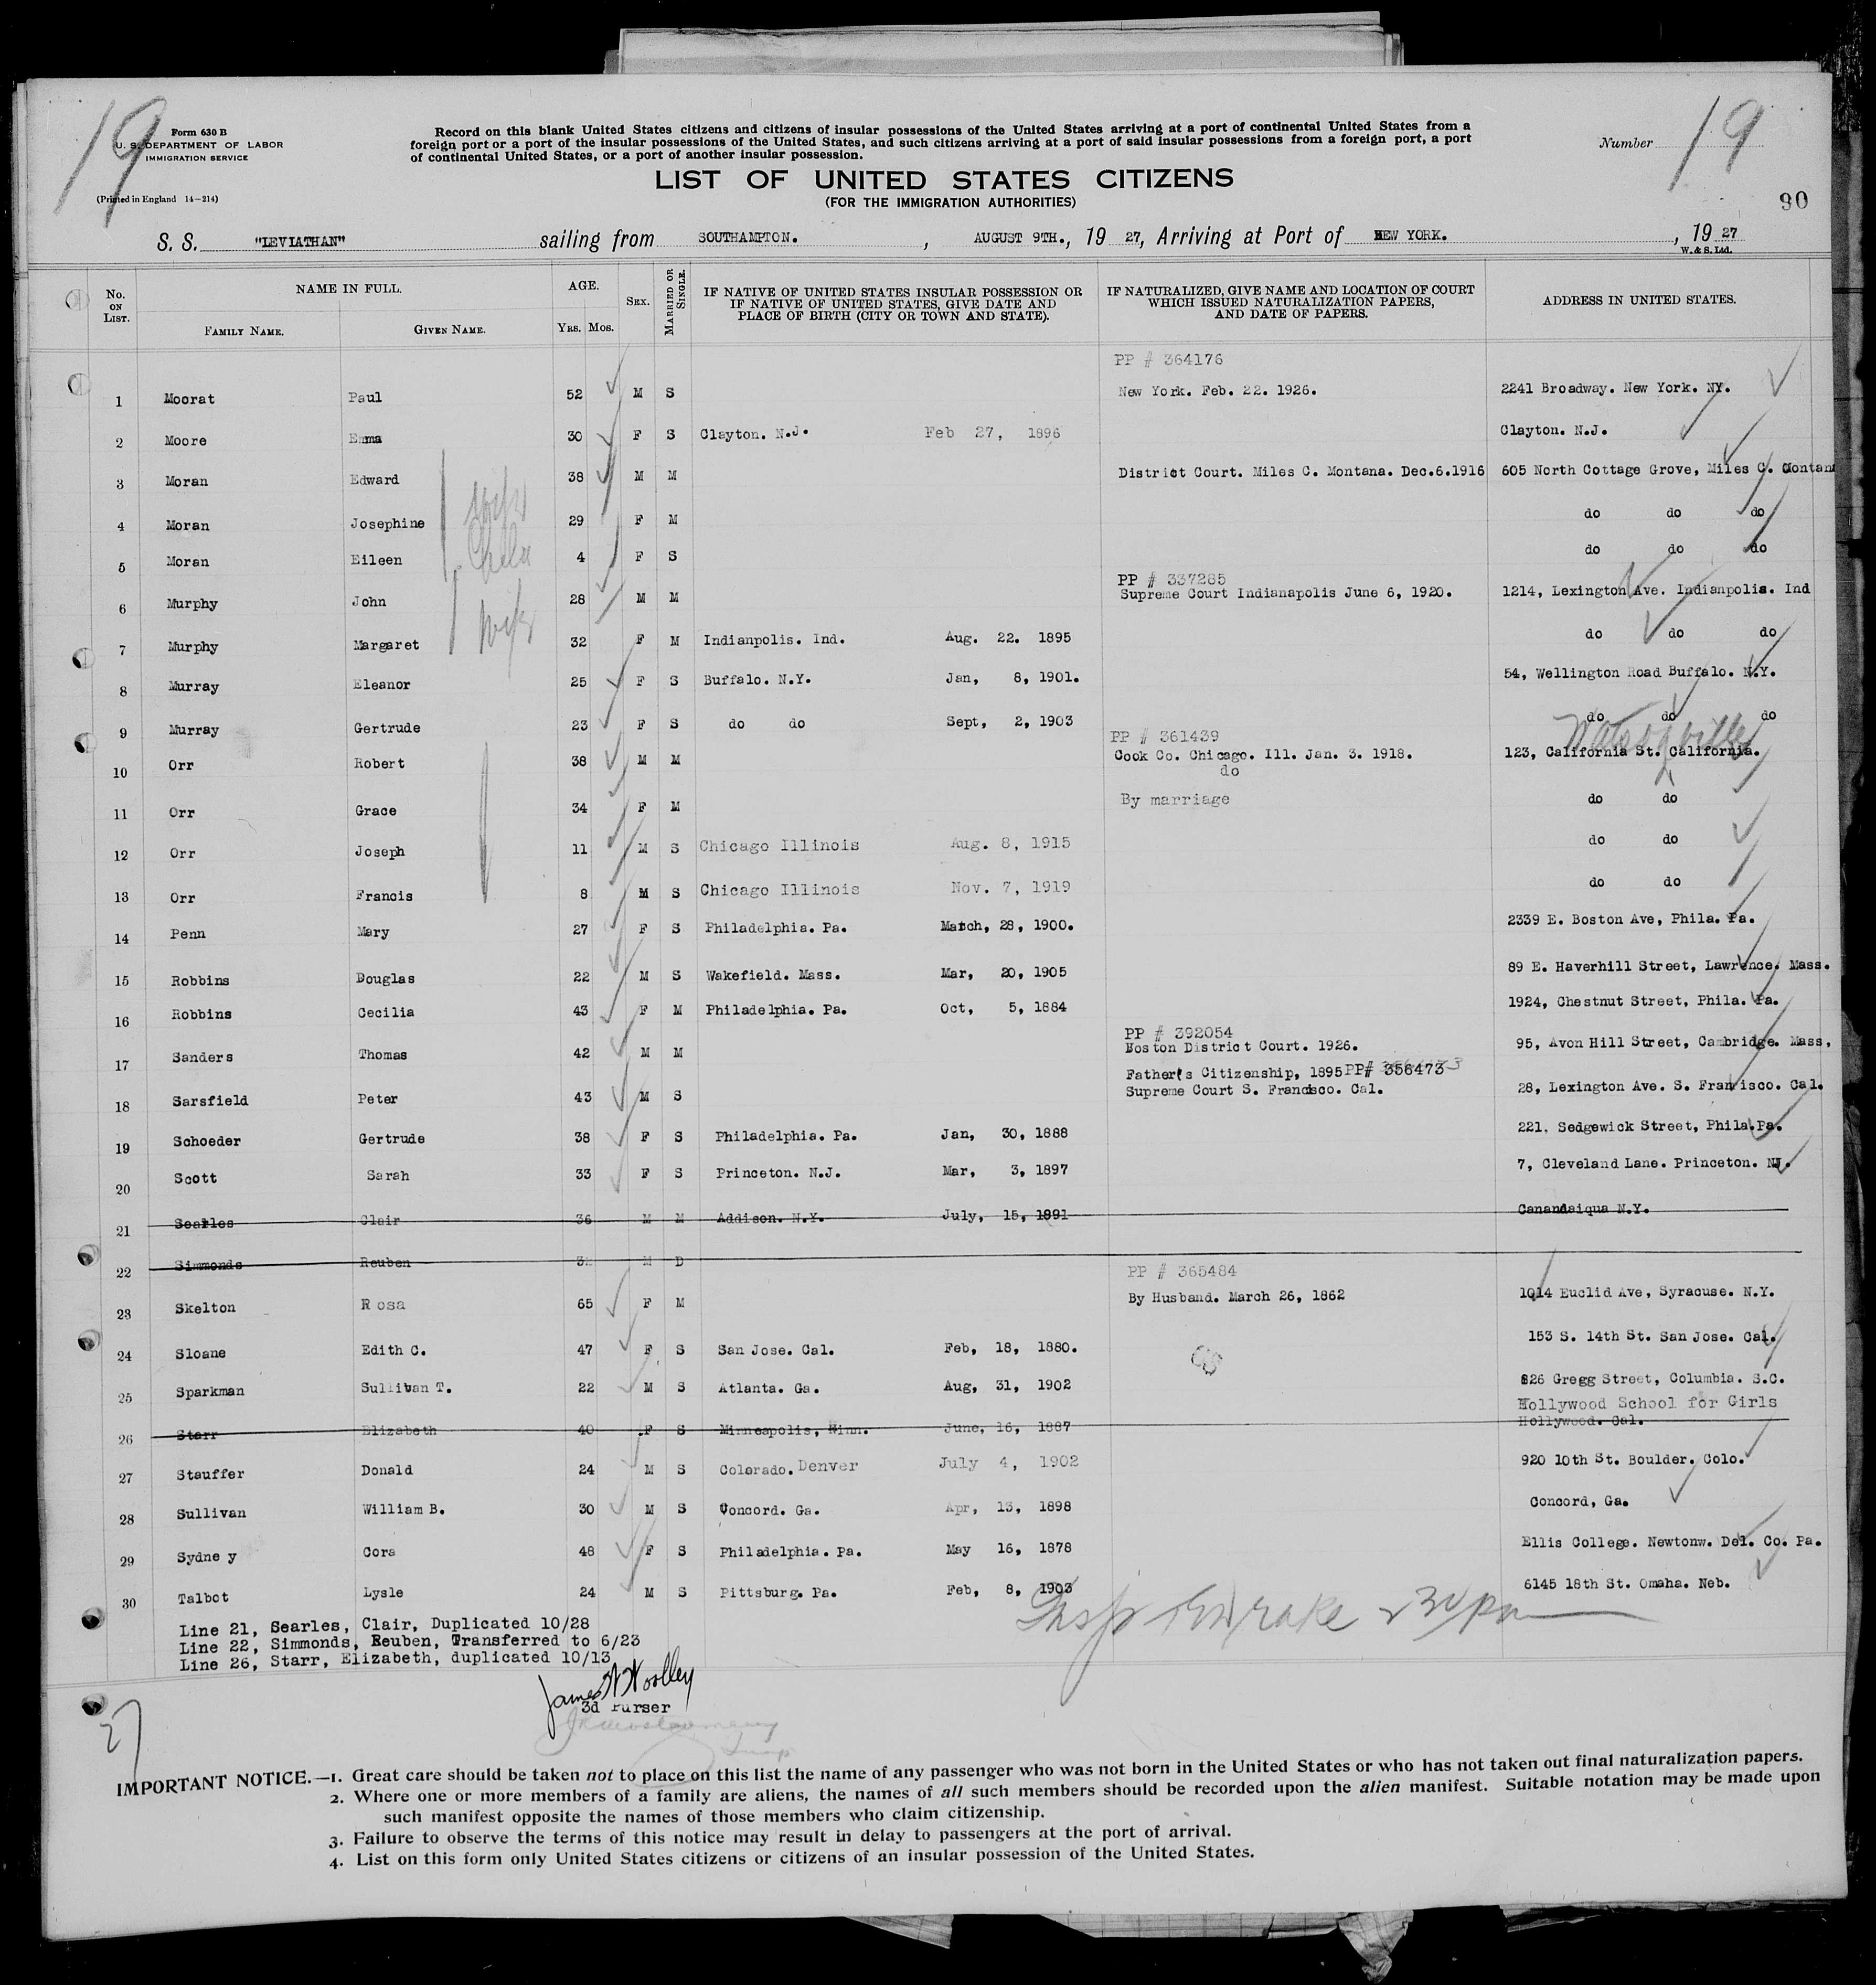 19
Form 630 B
U. S. DEPARTMENT OF LABOR
IMMIGRATION SERVICE
(Printed in England 14—214)
Record on this blank United States citizens and citizens of insular possessions of the United States arriving at a port of continental United States from a
foreign port or a port of the insular possessions of the United States, and such citizens arriving at a port of said insular possessions from a foreign port, a port
of continental United States, or a port of another insular possession.
Number 19
LIST OF UNITED STATES CITIZENS
(FOR THE IMMIGRATION AUTHORITIES)
90
S. S. "LEVIATHAN" sailing from SOUTHAMPTON. , AUGUST 9TH., 19 27, Arriving at Port of NEW YORK. , 19 27
W. & S. Ltd.
No. ON LIST. NAME IN FULL. FAMILY NAME. GIVEN NAME. AGE. YRS. MOS. SEX. MARRIED OR SINGLE. IF NATIVE OF UNITED STATES INSULAR POSSESSION OR IF NATIVE OF UNITED STATES, GIVE DATE AND PLACE OF BIRTH (CITY OR TOWN AND STATE). IF NATURALIZED, GIVE NAME AND LOCATION OF COURT WHICH ISSUED NATURALIZATION PAPERS, AND DATE OF PAPERS. ADDRESS IN UNITED STATES.
PP # 364176
1 Moorat Paul 52 M S New York. Feb. 22. 1926. 2241 Broadway. New York. NY.
2 Moore Emma 30 F S Clayton. N.J. Feb 27, 1896 Clayton. N.J.
3 Moran Edward 38 M M District Court. Miles C. Montana. Dec.6.1916 605 North Cottage Grove, Miles C. Montan
4 Moran Josephine wife 29 F M do do do
5 Moran Eileen Child 4 F S do do do
PP # 337285
6 Murphy John 28 M M Supreme Court Indianapolis June 6, 1920. 1214, Lexington Ave. Indianpolis. Ind
7 Murphy Margaret wife 32 F M Indianpolis. Ind. Aug. 22. 1895 do do do
8 Murray Eleanor 25 F S Buffalo. N.Y. Jan, 8, 1901. 54, Wellington Road Buffalo. N.Y.
9 Murray Gertrude 23 F S do do Sept, 2, 1903 do do do
PP # 361439 Watsonville
10 Orr Robert 38 M M Cook Co. Chicago. Ill. Jan. 3. 1918. 123, California St. California.
do
11 Orr Grace 34 F M By marriage do do
12 Orr Joseph 11 M S Chicago Illinois Aug. 8, 1915 do do
13 Orr Francis 8 M S Chicago Illinois Nov. 7, 1919 do do
14 Penn Mary 27 F S Philadelphia. Pa. March, 28, 1900. 2339 E. Boston Ave, Phila. Pa.
15 Robbins Douglas 22 M S Wakefield. Mass. Mar, 20, 1905 89 E. Haverhill Street, Lawrence. Mass.
16 Robbins Cecilia 43 F M Philadelphia. Pa. Oct, 5, 1884 1924, Chestnut Street, Phila. Pa.
PP # 392054
17 Sanders Thomas 42 M M Boston District Court. 1926. 95, Avon Hill Street, Cambridge. Mass,
Father's Citizenship, 1895 PP# 356473
18 Sarsfield Peter 43 M S Supreme Court S. Francisco. Cal. 28, Lexington Ave. S. Francisco. Cal.
19 Schoeder Gertrude 38 F S Philadelphia. Pa. Jan, 30, 1888 221. Sedgewick Street, Phila.Pa.
20 Scott Sarah 33 F S Princeton. N.J. Mar, 3, 1897 7, Cleveland Lane. Princeton. NJ.
21 Searles Clair 36 M M Addison. N.Y. July, 15, 1891 Canandaiqua N.Y.
22 Simmonds Reuben M D
PP # 365484
23 Skelton Rosa 65 F M By Husband. March 26, 1862 1014 Euclid Ave, Syracuse. N.Y.
24 Sloane Edith C. 47 F S San Jose. Cal. Feb, 18, 1880. 153 S. 14th St. San Jose. Cal.
25 Sparkman Sullivan T. 22 M S Atlanta. Ga. Aug, 31, 1902 826 Gregg Street, Columbia. S.C.
Hollywood School for Girls
26 Starr Elizabeth 40 F S Minneapolis, Minn. June, 16, 1887 Hollywood. Cal.
27 Stauffer Donald 24 M S Colorado. Denver July 4, 1902 920 10th St. Boulder. Colo.
28 Sullivan William B. 30 M S Concord. Ga. Apr, 13, 1898 Concord, Ga.
29 Sydney Cora 48 F S Philadelphia. Pa. May 16, 1878 Ellis College. Newtonw. Del. Co. Pa.
30 Talbot Lysle 24 M S Pittsburg. Pa. Feb, 8, 1903 6145 18th St. Omaha. Neb.
Insp Drake 230 pm
Line 21, Searles, Clair, Duplicated 10/28
Line 22, Simmonds, Reuben, Transferred to 6/23
Line 26, Starr, Elizabeth, duplicated 10/13
James W Woolley
3d Purser
27
IMPORTANT NOTICE.—1. Great care should be taken not to place on this list the name of any passenger who was not born in the United States or who has not taken out final naturalization papers.
2. Where one or more members of a family are aliens, the names of all such members should be recorded upon the alien manifest. Suitable notation may be made upon
such manifest opposite the names of those members who claim citizenship.
3. Failure to observe the terms of this notice may result in delay to passengers at the port of arrival.
4. List on this form only United States citizens or citizens of an insular possession of the United States.